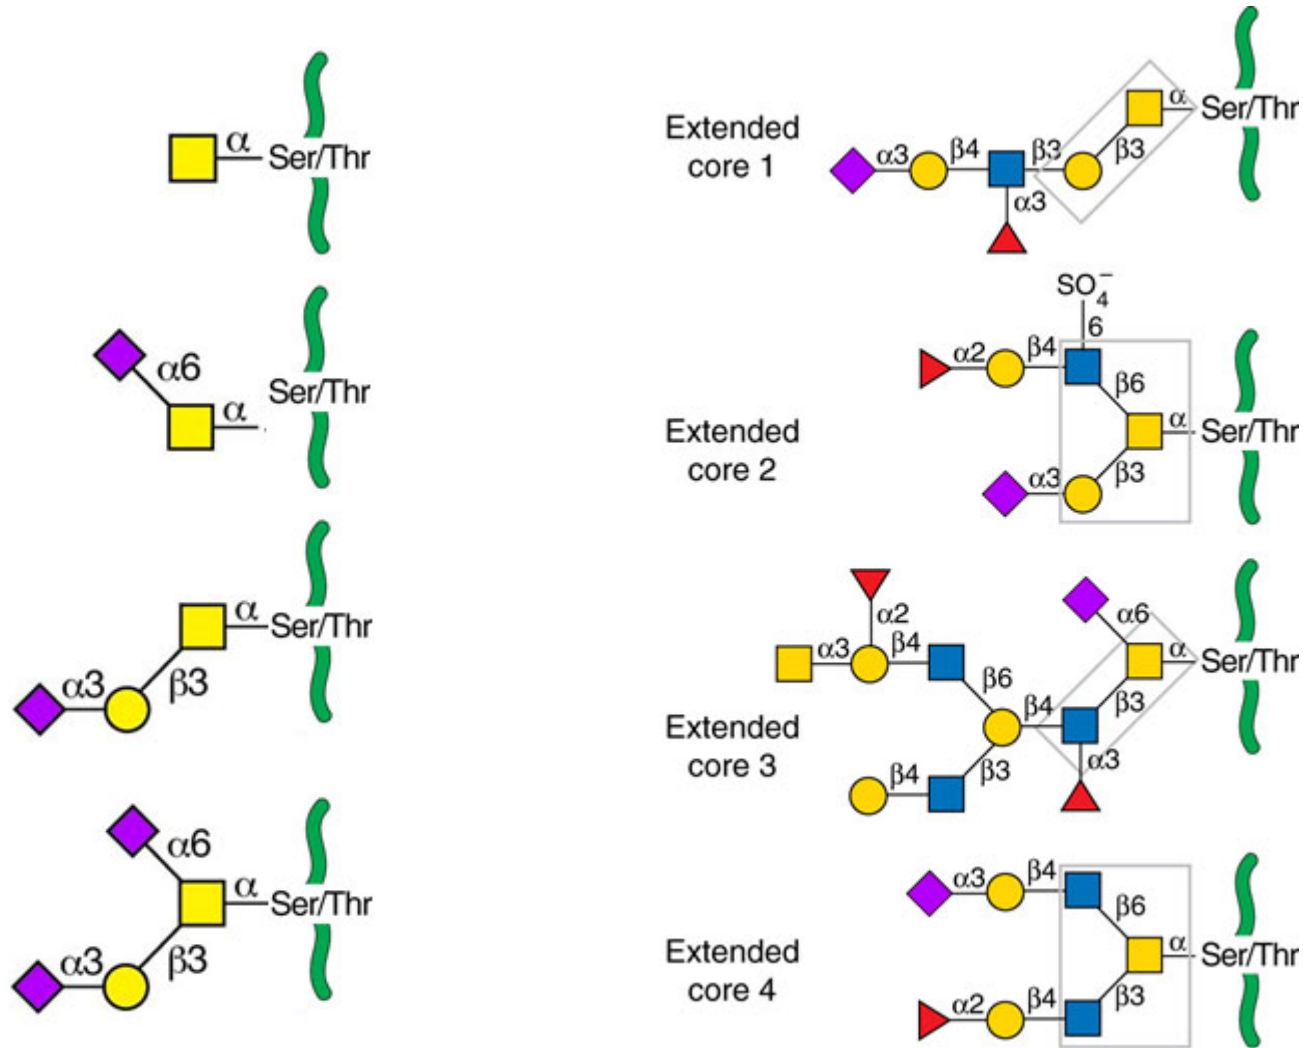 α
Ser/Thr
α6
α
Ser/Thr
α
Ser/Thr
α3
β3
α6
α
Ser/Thr
α3
β3
Extended
core 1
α
Ser/Thr
α3
β4
β3
β3
α3
SO4−
6
α2
β4
β6
Extended
core 2
α
Ser/Thr
α3
β3
α2
α6
α3
β4
α
Ser/Thr
β6
Extended
core 3
β4
β3
β4
β3
α3
α3
β4
β6
Extended
core 4
α
Ser/Thr
α2
β4
β3